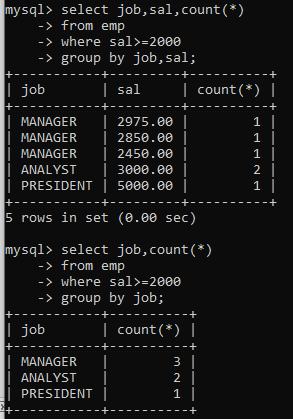 mysql> select job,sal,count(*)
    -> from emp
    -> where sal>=2000
    -> group by job,sal;
+-----------+---------+----------+
| job       | sal     | count(*) |
+-----------+---------+----------+
| MANAGER   | 2975.00 |        1 |
| MANAGER   | 2850.00 |        1 |
| MANAGER   | 2450.00 |        1 |
| ANALYST   | 3000.00 |        2 |
| PRESIDENT | 5000.00 |        1 |
+-----------+---------+----------+
5 rows in set (0.00 sec)

mysql> select job,count(*)
    -> from emp
    -> where sal>=2000
    -> group by job;
+-----------+----------+
| job       | count(*) |
+-----------+----------+
| MANAGER   |        3 |
| ANALYST   |        2 |
| PRESIDENT |        1 |
+-----------+----------+